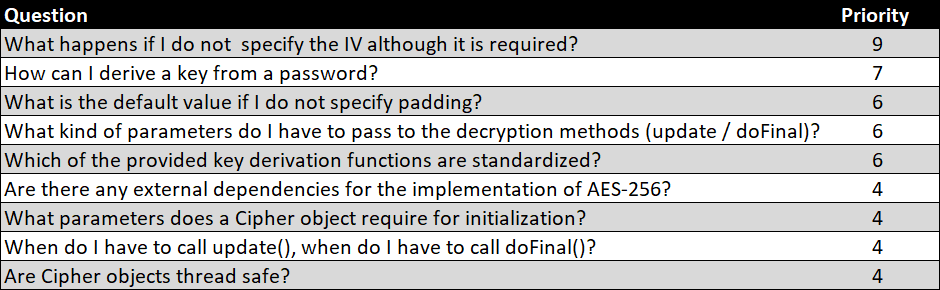 Question Priority
What happens if I do not  specify the IV although it is required? 9
How can I derive a key from a password? 7
What is the default value if I do not specify padding? 6
What kind of parameters do I have to pass to the decryption methods (update / doFinal)? 6
Which of the provided key derivation functions are standardized? 6
Are there any external dependencies for the implementation of AES-256? 4
What parameters does a Cipher object require for initialization? 4
When do I have to call update(), when do I have to call doFinal()? 4
Are Cipher objects thread safe? 4